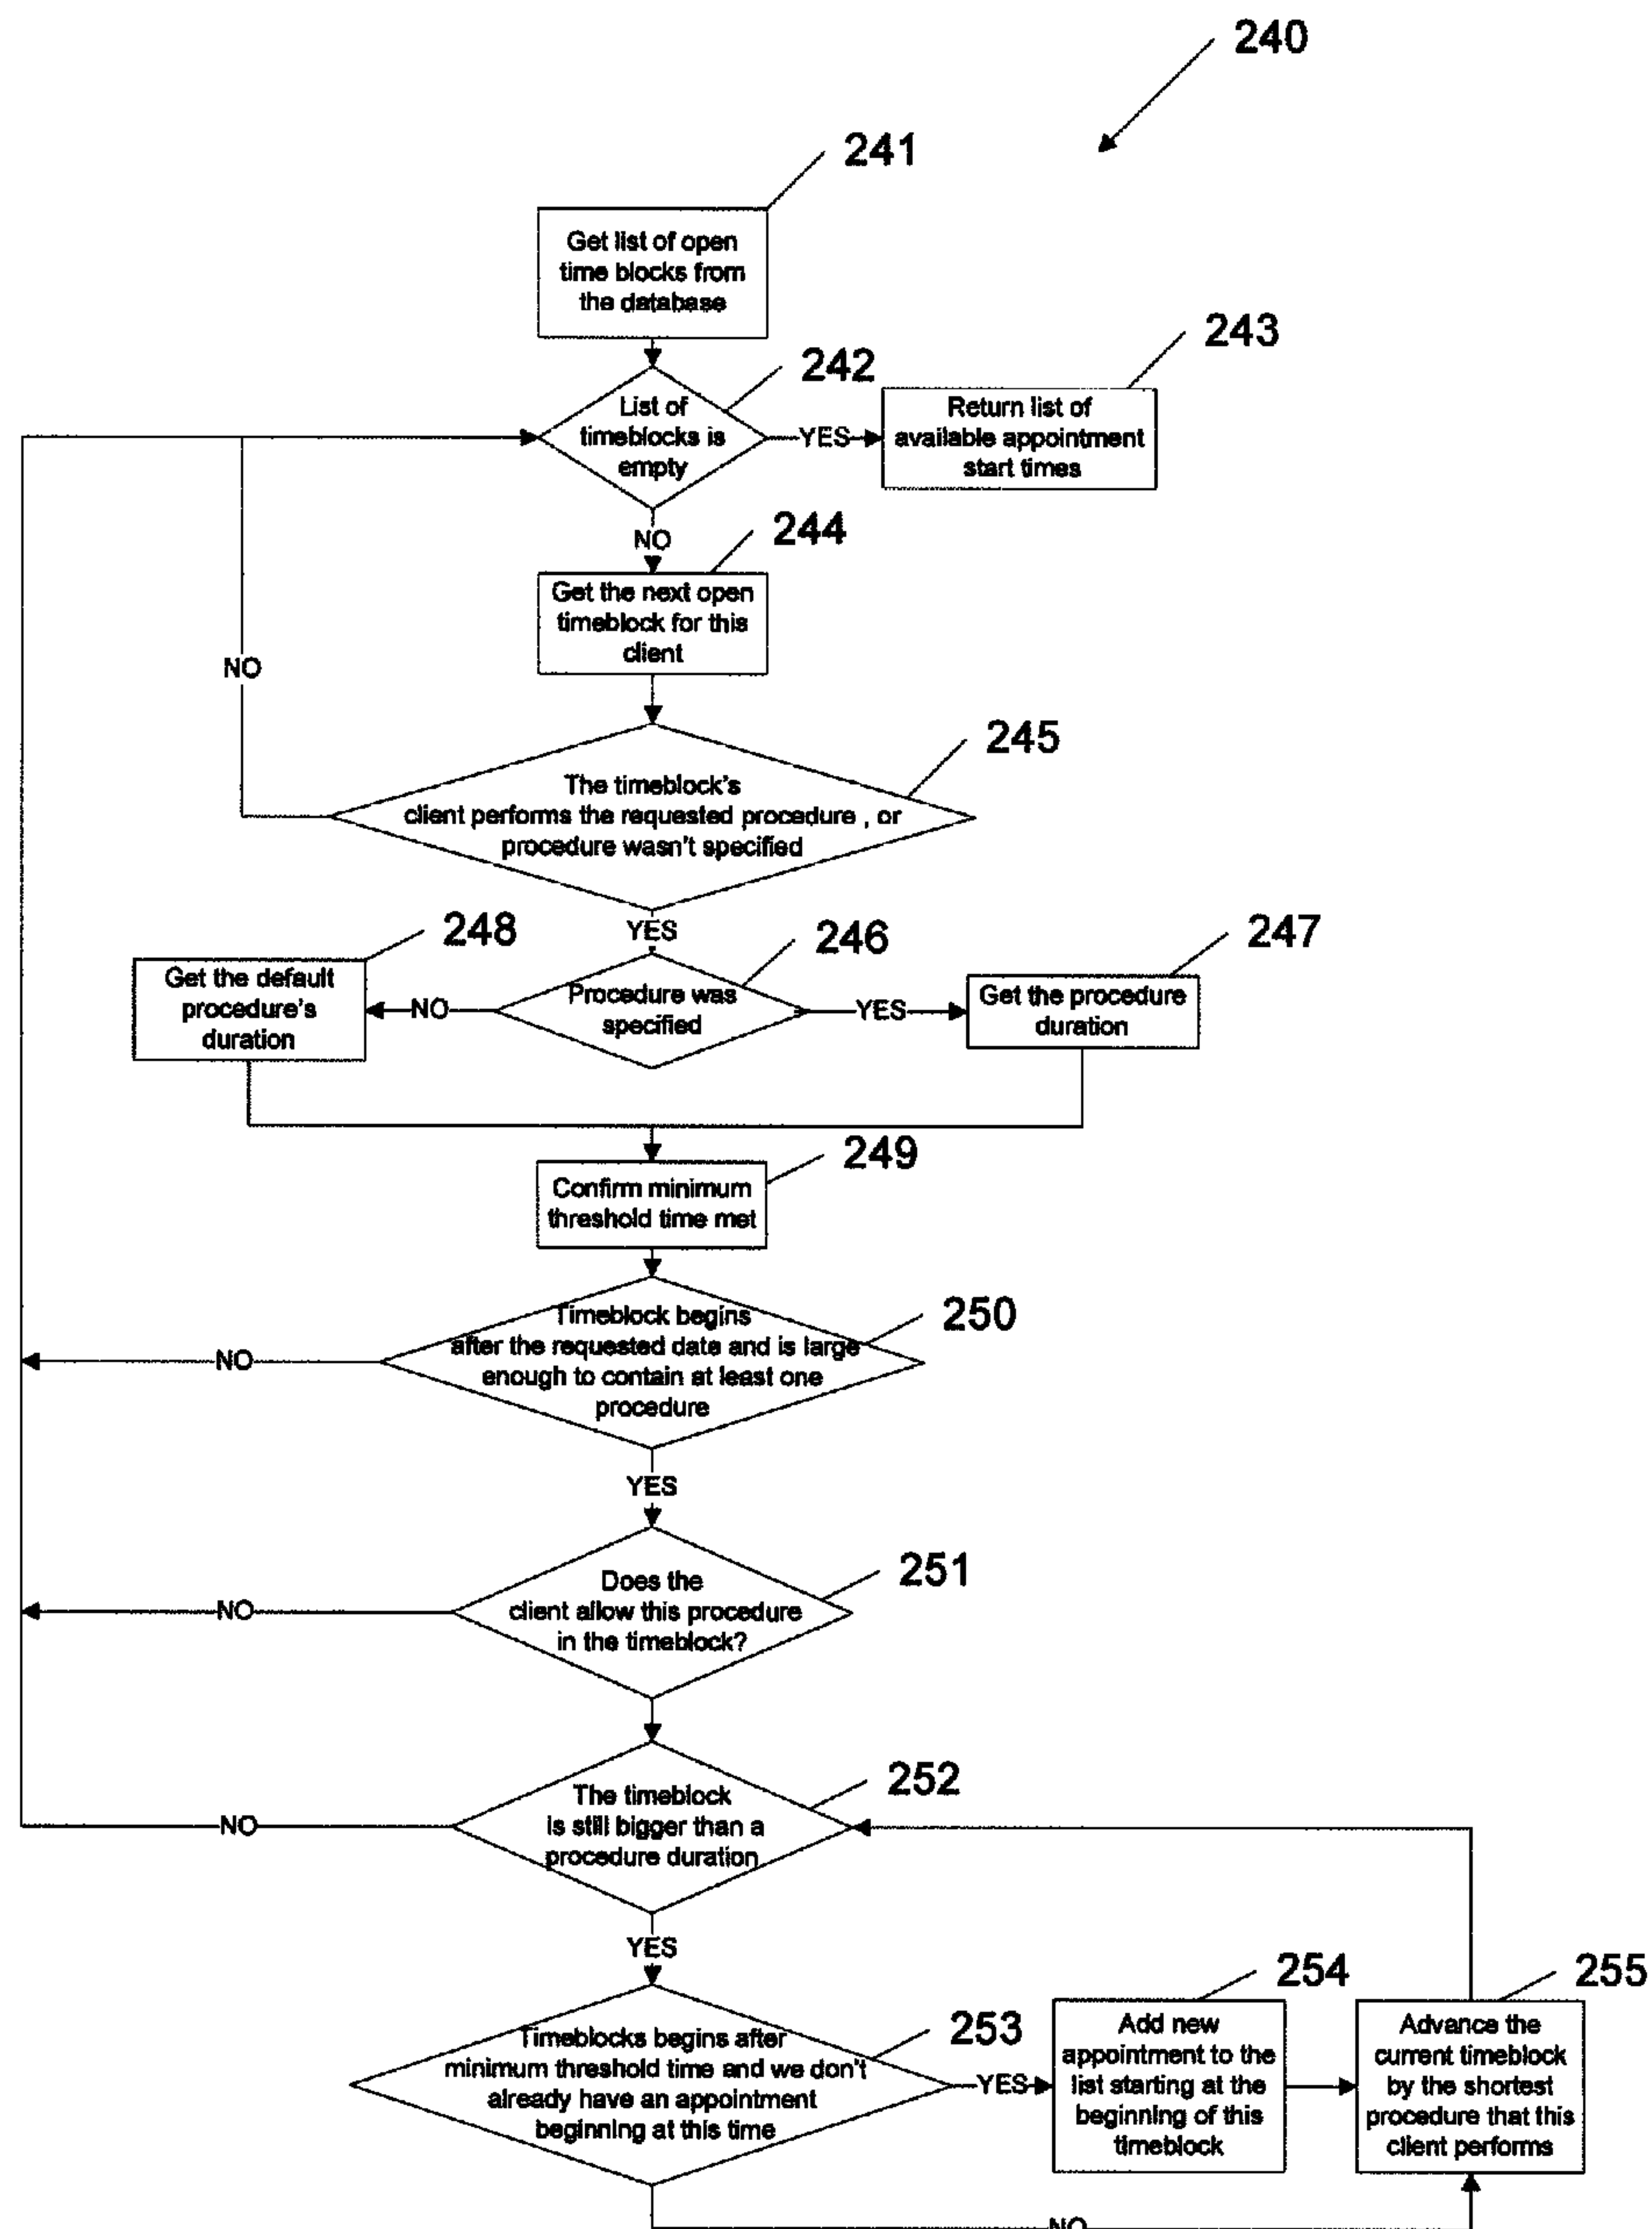 240
241
Get list of open
time blocks from
the database
242
243
List of
timeblocks is
empty
YES
Return list of
available appointment
start times
NO
244
Get the next open
timeblock for this
client
NO
245
The timeblock's
client performs the requested procedure , or
procedure wasn't specified
YES
248
246
247
Get the default
procedure's
duration
NO
Procedure was
specified
YES
Get the procedure
duration
249
Confirm minimum
threshold time met
250
Timeblock begins
after the requested date and is large
enough to contain at least one
procedure
NO
YES
251
Does the
client allow this procedure
in the timeblock?
NO
252
The timeblock
is still bigger than a
procedure duration
NO
YES
253
254
255
Timeblocks begins after
minimum threshold time and we don't
already have an appointment
beginning at this time
YES
Add new
appointment to the
list starting at the
beginning of this
timeblock
Advance the
current timeblock
by the shortest
procedure that this
client performs
NO